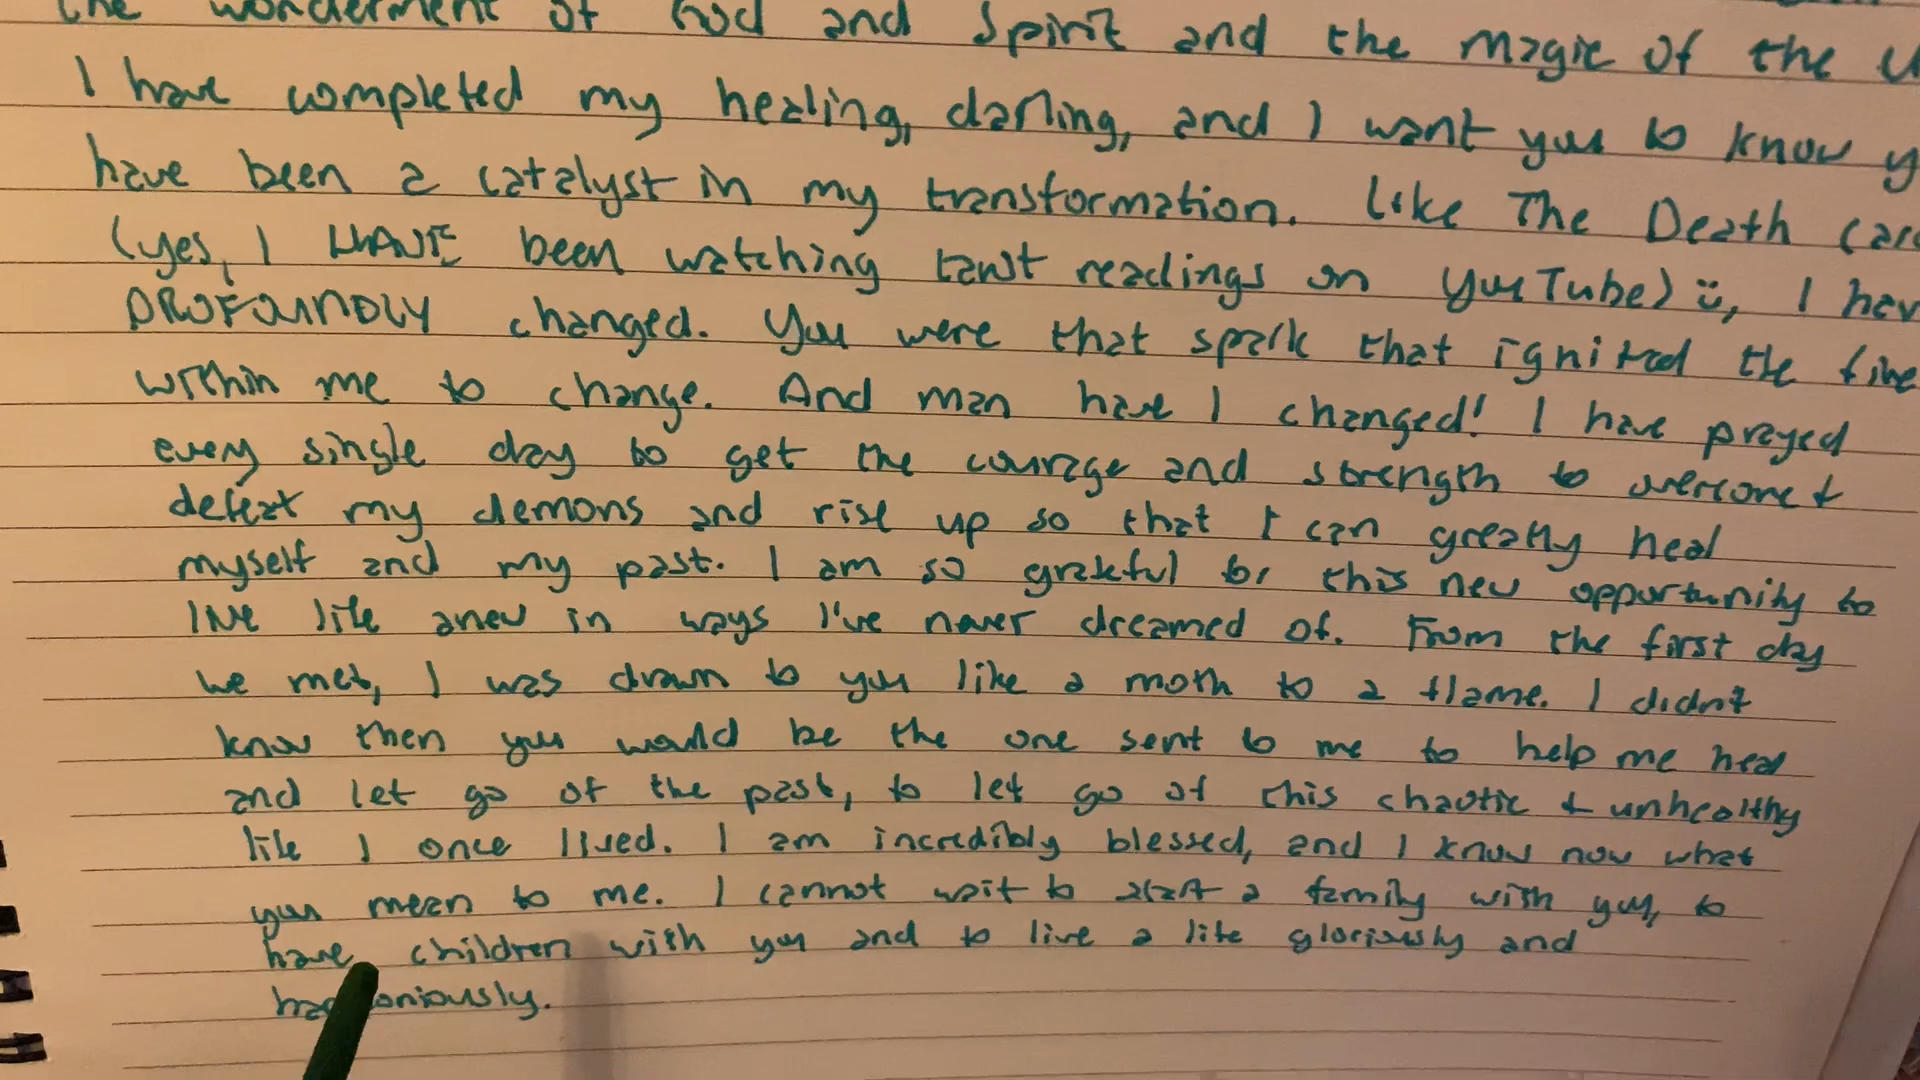 the wonderment of God and Spirit and the magic of the
I have completed my healing, darling, and I want you to know
have been a catalyst in my transformation. Like The Death
(yes, I HAVE been watching tarot readings on YouTube) :), I
PROFOUNDLY changed. You were that spark that ignited the fire
within me to change. And man have I changed! I have prayed
every single day to get the courage and strength to overcome +
defeat my demons and rise up so that I can greatly heal
myself and my past. I am so grateful for this new opportunity to
live life anew in ways I've never dreamed of. From the first day
we met, I was drawn to you like a moth to a flame. I didn't
know then you would be the one sent to me to help me heal
and let go of the past, to let go of this chaotic + unhealthy
life I once lived. I am incredibly blessed, and I know now what
you mean to me. I cannot wait to start a family with you, to
have children with you and to live a life gloriously and
harmoniously.